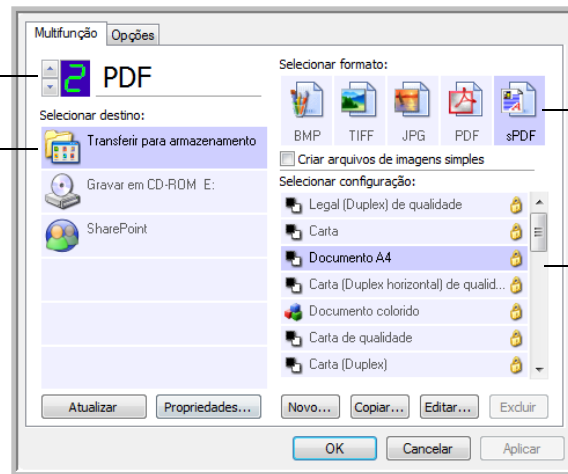 Multifunção Opções
2 PDF
Selecionar destino:
Transferir para armazenamento
Gravar em CD-ROM E:
SharePoint
Atualizar Propriedades...
Selecionar formato:
BMP TIFF JPG PDF sPDF
Criar arquivos de imagens simples
Selecionar configuração:
Legal (Duplex) de qualidade
Carta
Documento A4
Carta (Duplex horizontal) de qualid...
Documento colorido
Carta de qualidade
Carta (Duplex)
Novo... Copiar... Editar... Excluir
OK Cancelar Aplicar